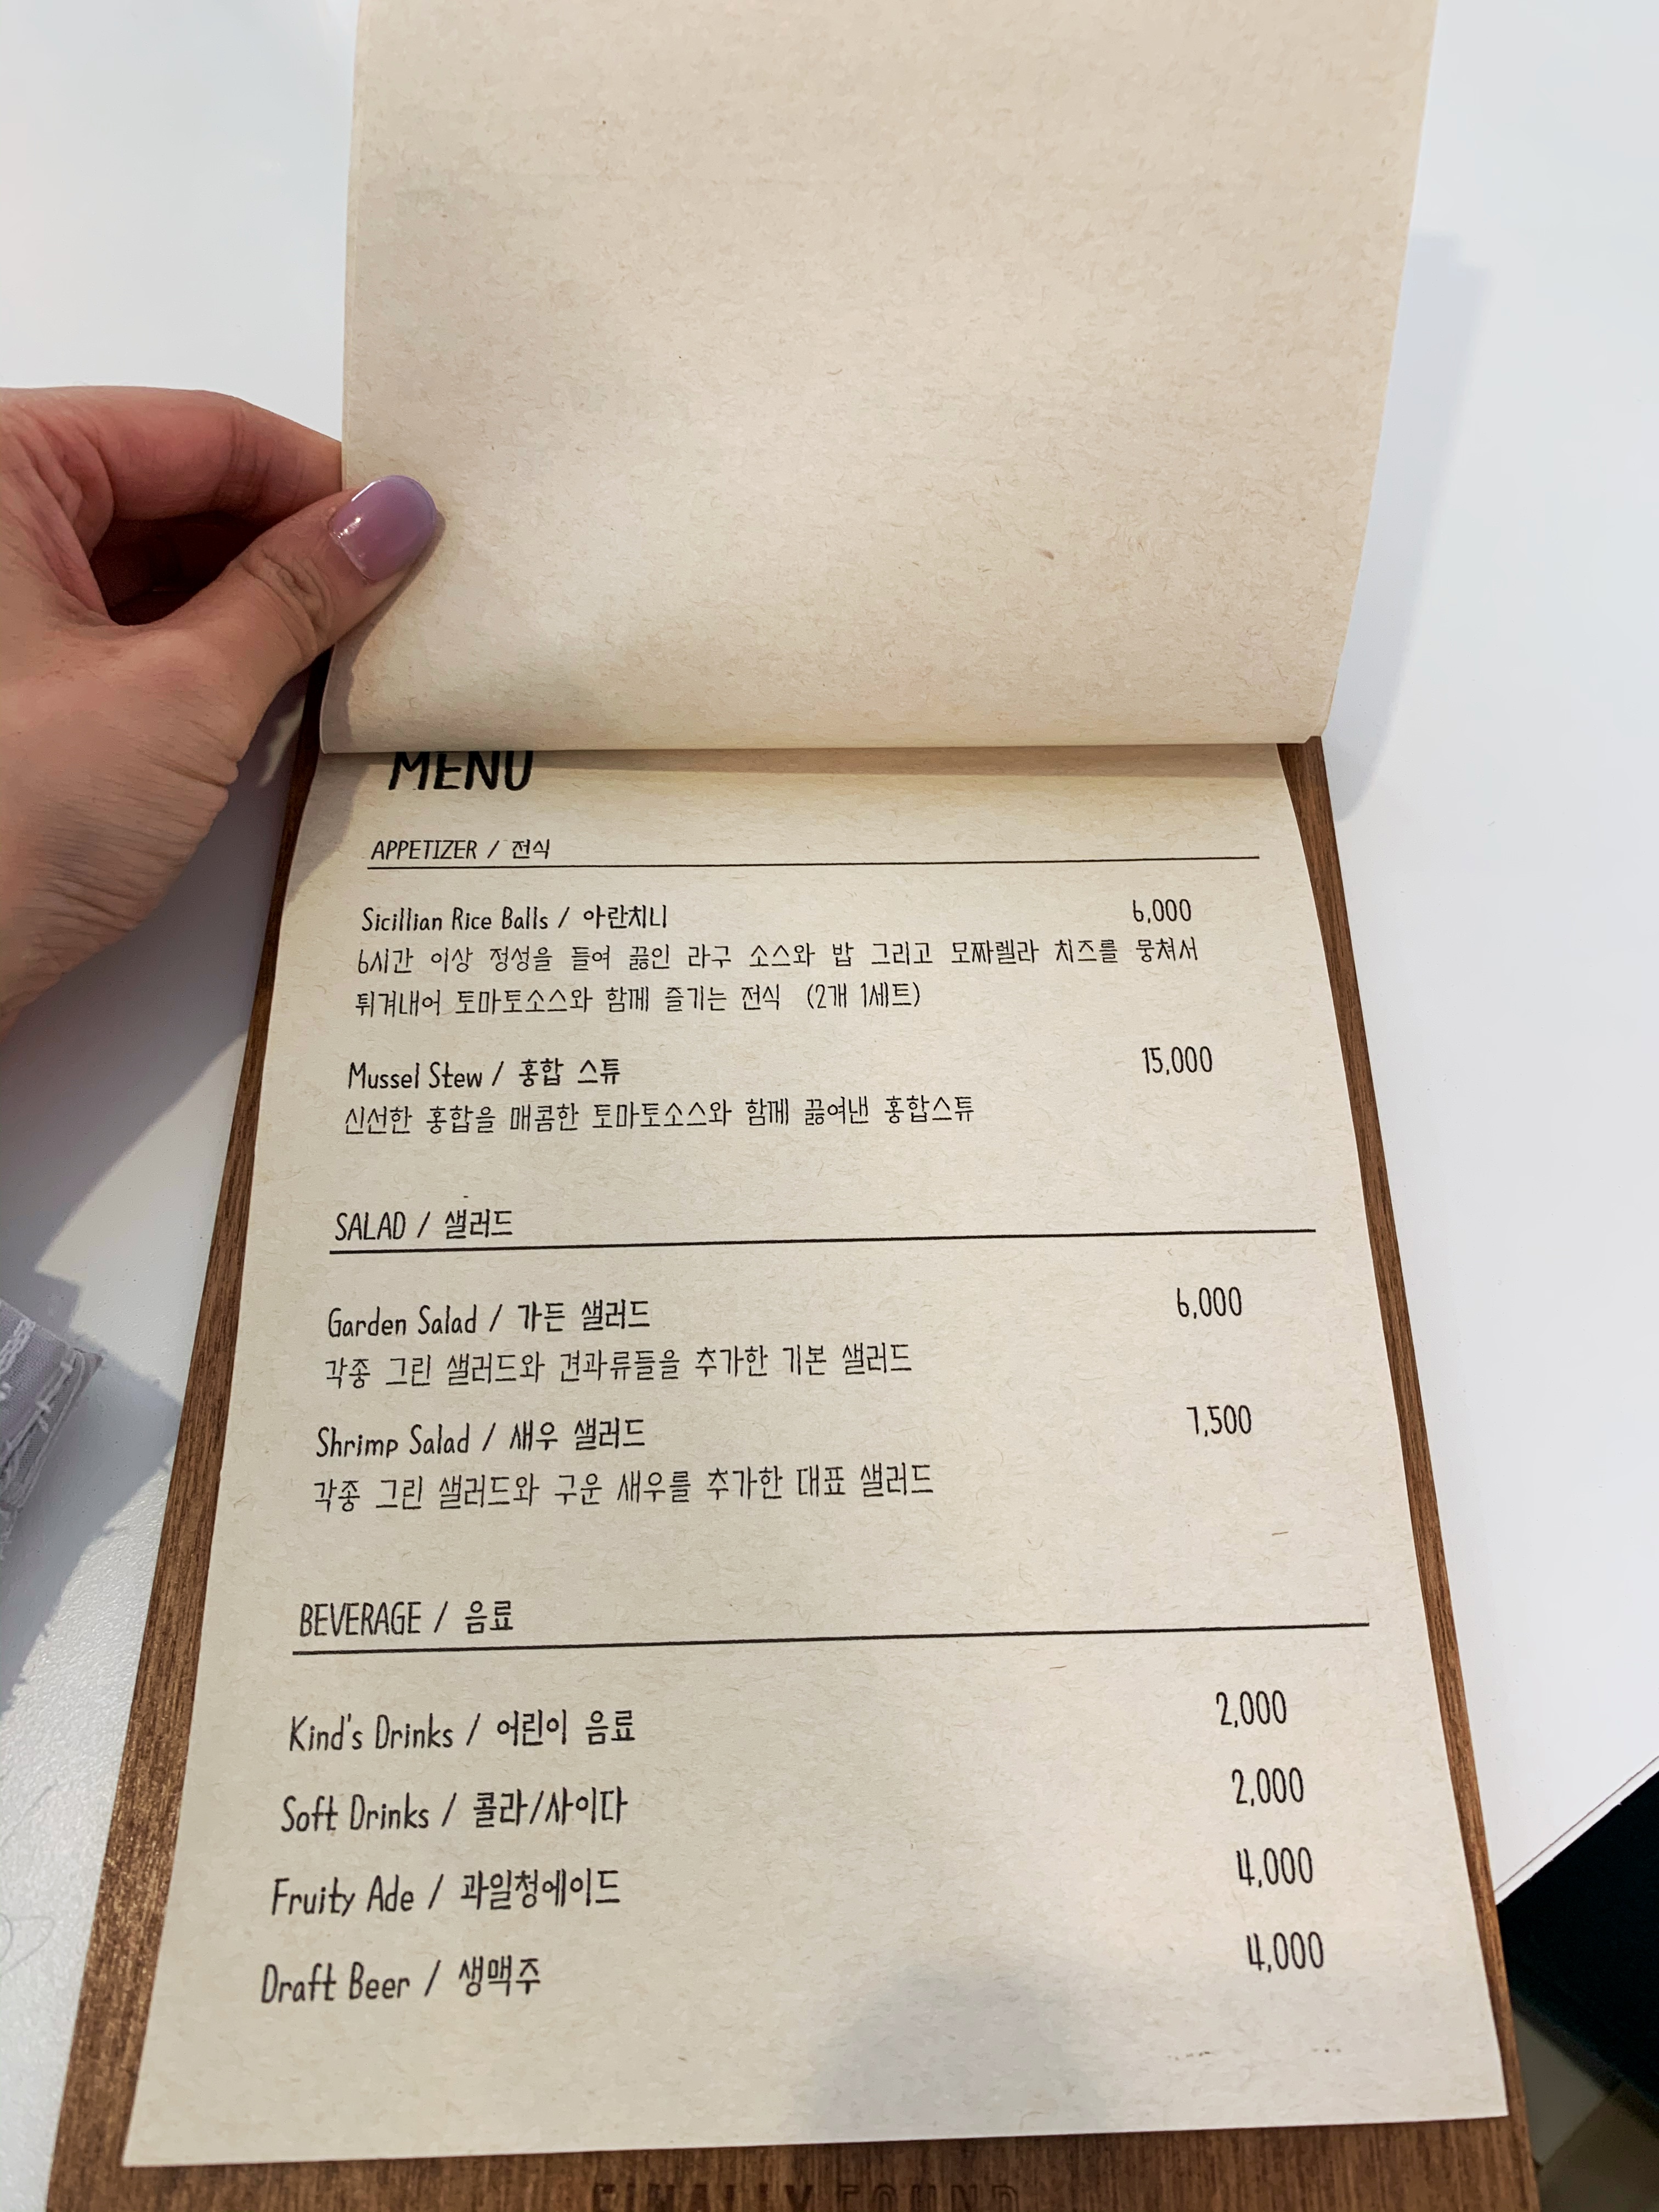 MENU
APPETIZER / 전식
Sicillian Rice Balls / 아란치니 6,000
6시간 이상 정성을 들여 끓인 라구 소스와 밥 그리고 모짜렐라 치즈를 뭉쳐서
튀겨내어 토마토소스와 함께 즐기는 전식 (2개 1세트)
Mussel Stew / 홍합 스튜 15,000
신선한 홍합을 매콤한 토마토소스와 함께 끓여낸 홍합스튜
SALAD / 샐러드
Garden Salad / 가든 샐러드 6,000
각종 그린 샐러드와 견과류들을 추가한 기본 샐러드
Shrimp Salad / 새우 샐러드 7,500
각종 그린 샐러드와 구운 새우를 추가한 대표 샐러드
BEVERAGE / 음료
Kind's Drinks / 어린이 음료 2,000
Soft Drinks / 콜라/사이다 2,000
Fruity Ade / 과일청에이드 4,000
Draft Beer / 생맥주 4,000
FINALLY FOUND